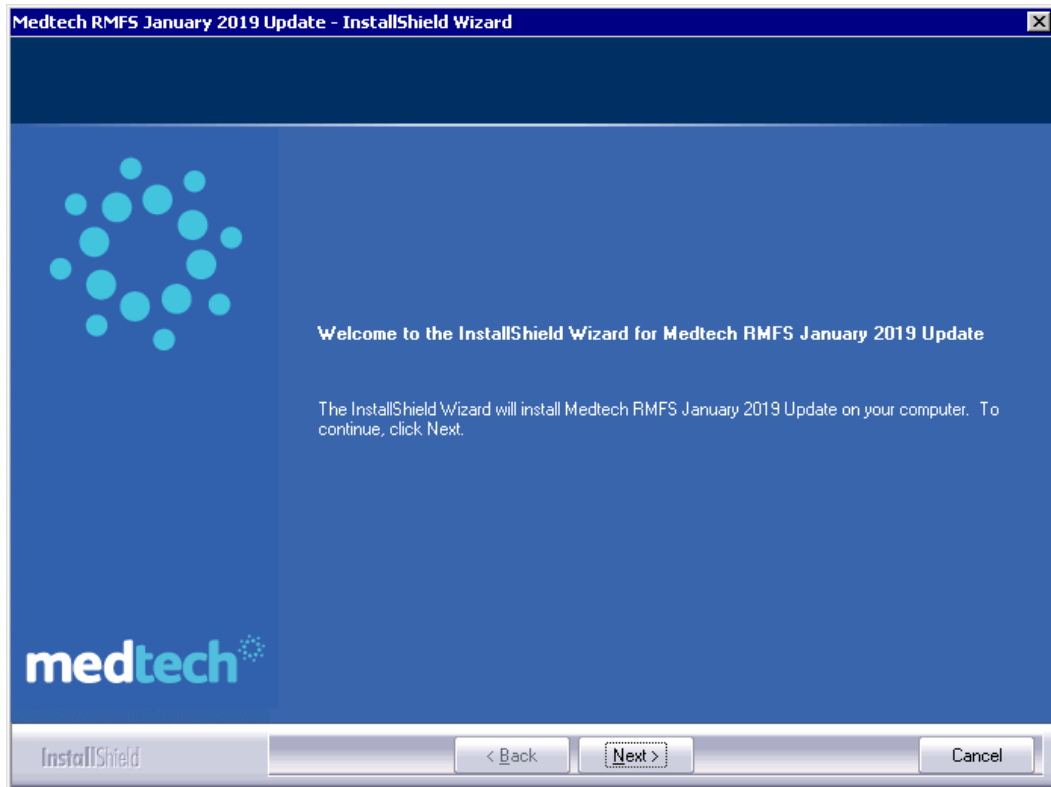 Medtech RMFS January 2019 Update - InstallShield Wizard
Welcome to the InstallShield Wizard for Medtech RMFS January 2019 Update
The InstallShield Wizard will install Medtech RMFS January 2019 Update on your computer. To
continue, click Next.
medtech
InstallShield
< Back
Next >
Cancel